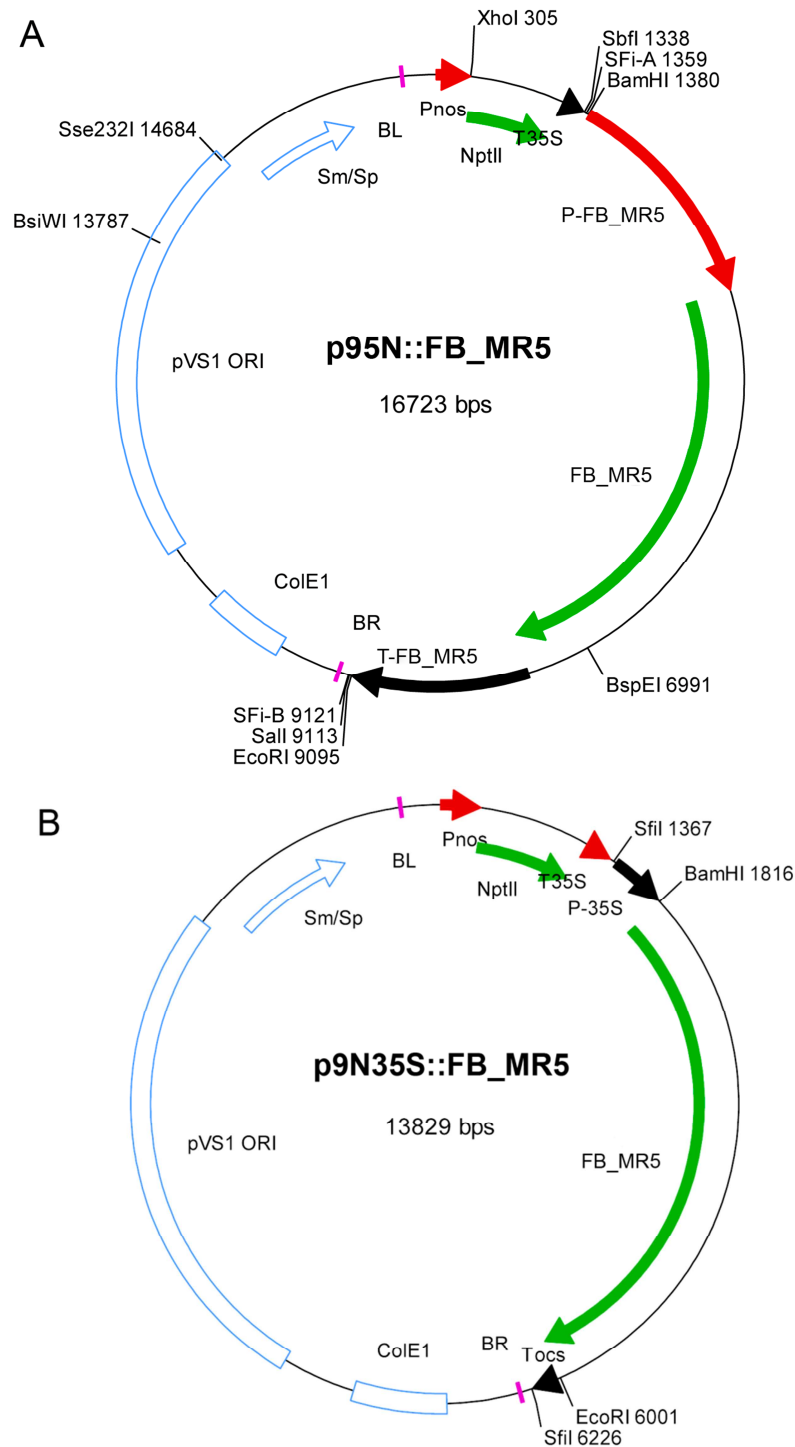 A
XhoI 305
SbfI 1338
SFi-A 1359
BamHI 1380
Pnos
T35S
BL
NptII
Sse232I 14684
Sm/Sp
P-FB_MR5
BsiWI 13787
p95N::FB_MR5
pVS1 ORI
16723 bps
FB_MR5
ColE1
BR
T-FB_MR5
BspEI 6991
SFi-B 9121
SalI 9113
EcoRI 9095
B
SfiI 1367
Pnos
BL
T35S
BamHI 1816
NptII
P-35S
Sm/Sp
p9N35S::FB_MR5
13829 bps
pVS1 ORI
FB_MR5
ColE1
BR
Tocs
EcoRI 6001
SfiI 6226